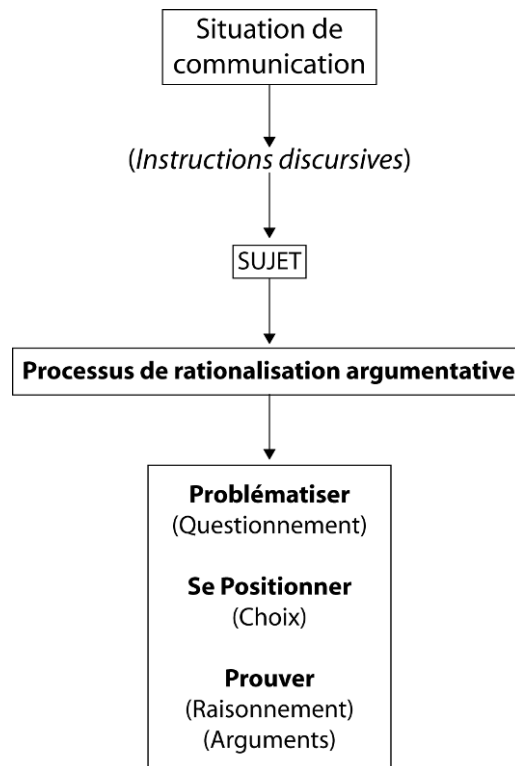 Situation de
communication
(Instructions discursives)
SUJET
Processus de rationalisation argumentative
Problématiser
(Questionnement)
Se Positionner
(Choix)
Prouver
(Raisonnement)
(Arguments)